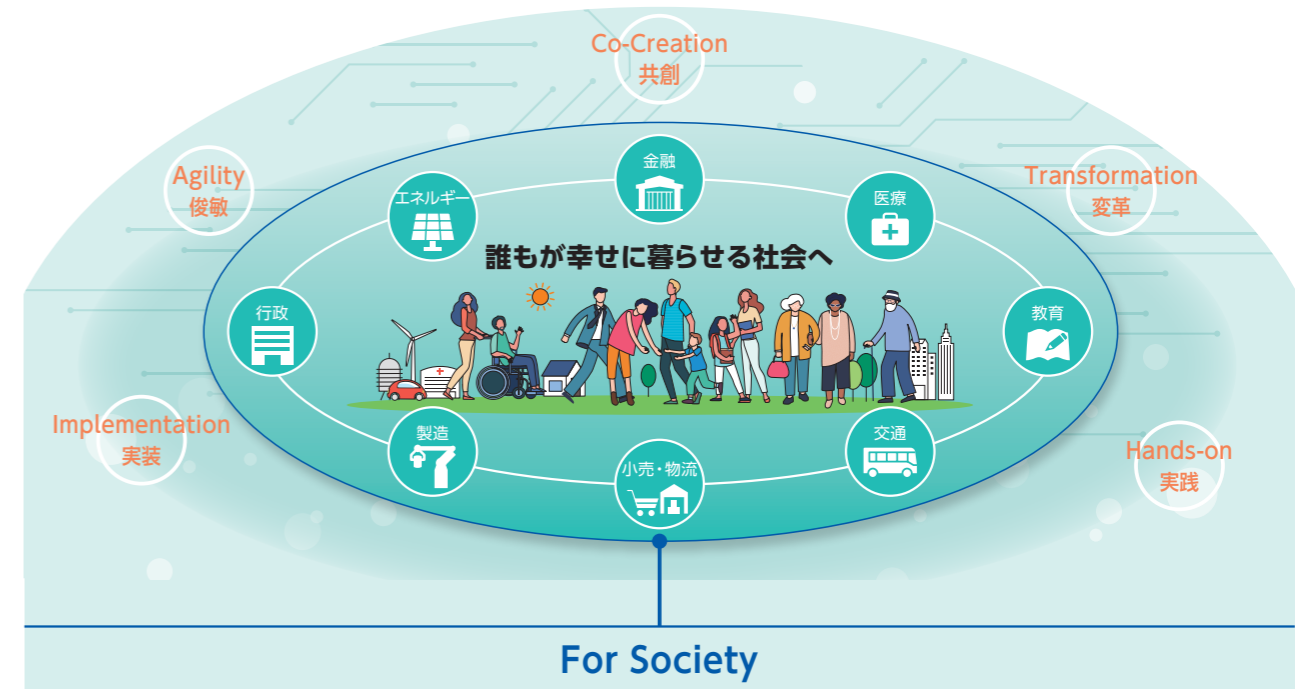 Co-Creation
共創
Agility
俊敏
Transformation
変革
金融
エネルギー
医療
誰もが幸せに暮らせる社会へ
行政
教育
Implementation
実装
製造
交通
Hands-on
実践
小売・物流
For Society